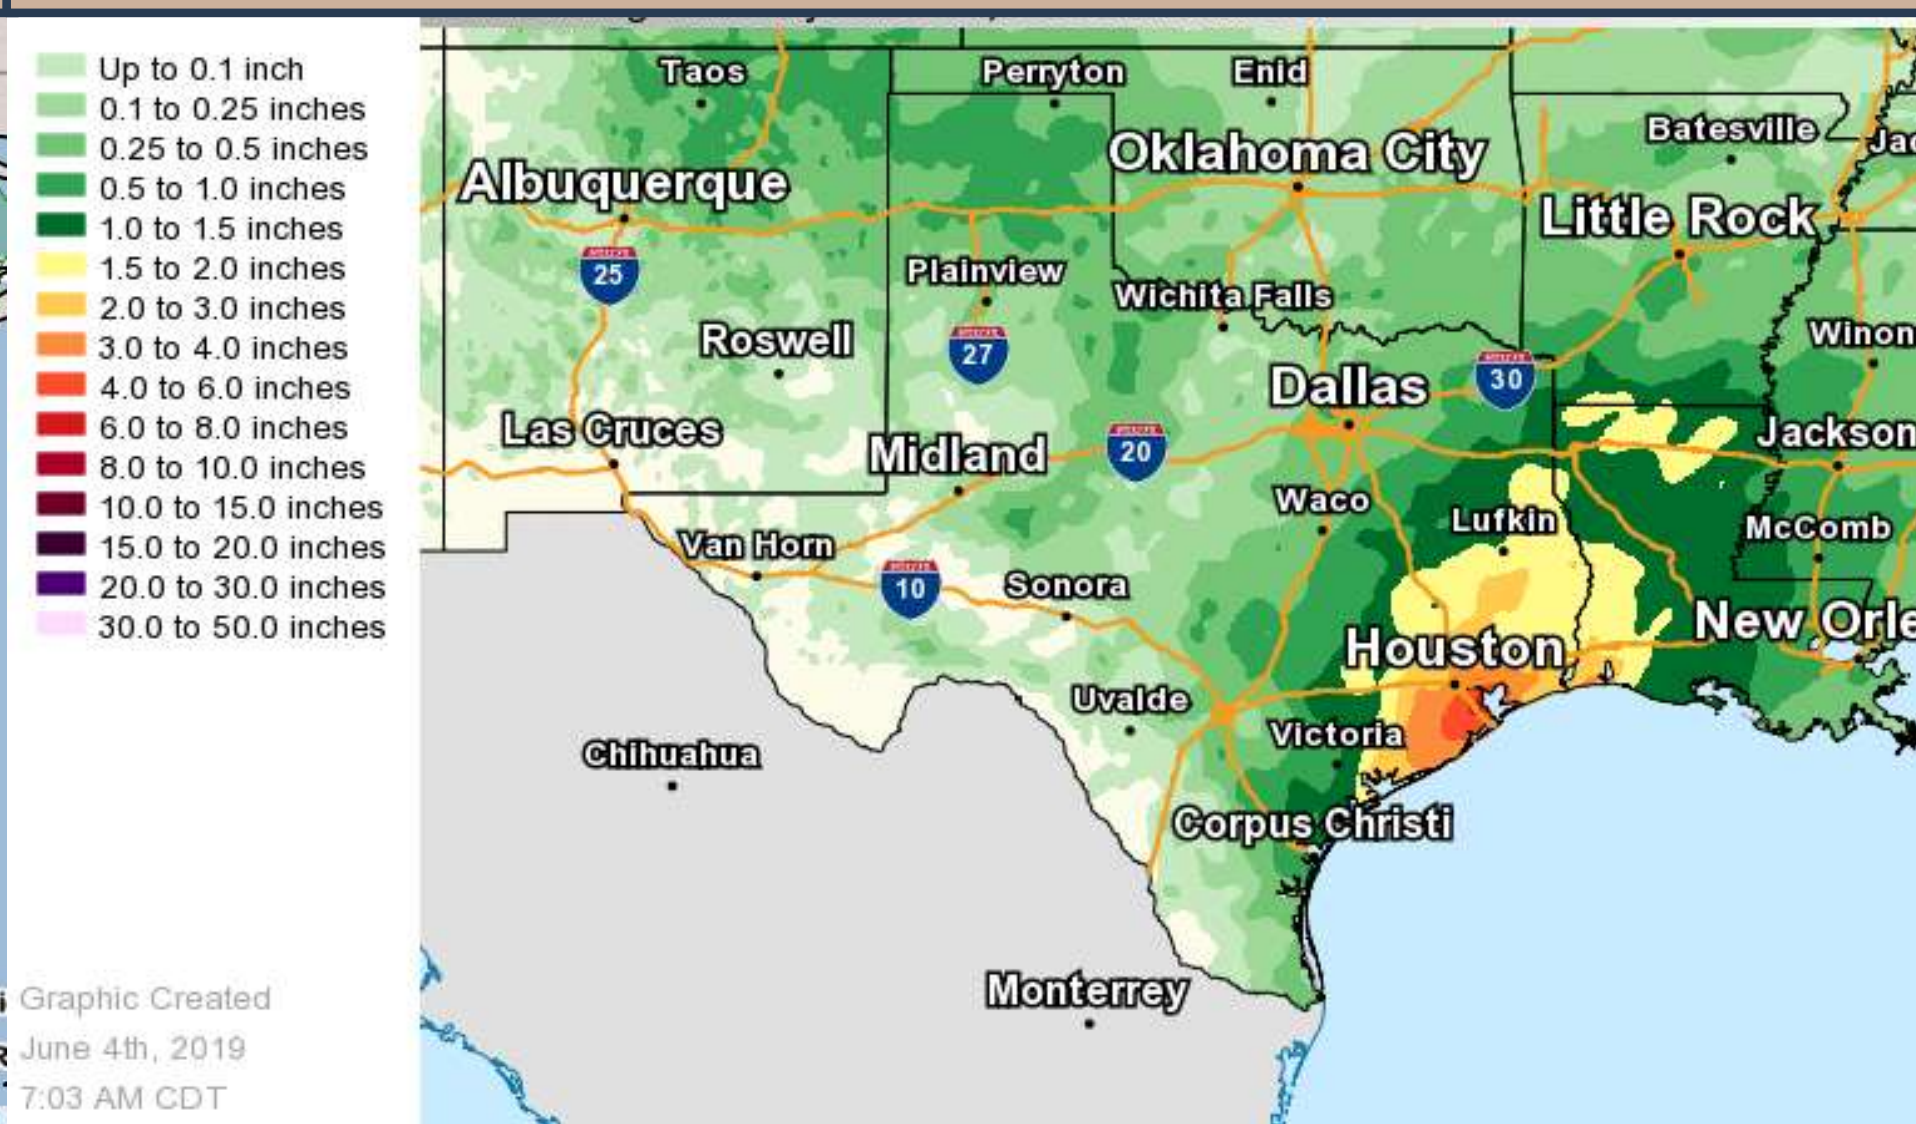 Up to 0.1 inch
0.1 to 0.25 inches
0.25 to 0.5 inches
0.5 to 1.0 inches
1.0 to 1.5 inches
1.5 to 2.0 inches
2.0 to 3.0 inches
3.0 to 4.0 inches
4.0 to 6.0 inches
6.0 to 8.0 inches
8.0 to 10.0 inches
10.0 to 15.0 inches
15.0 to 20.0 inches
20.0 to 30.0 inches
30.0 to 50.0 inches
Graphic Created
June 4th, 2019
7:03 AM CDT
Taos
Perryton
Enid
Batesville
Jac
Oklahoma City
Albuquerque
Little Rock
25
Plainview
Wichita Falls
Roswell
27
Winon
30
Dallas
Las Cruces
Midland
20
Jackson
Waco
Lufkin
McComb
Van Horn
10
Sonora
New Orle
Houston
Uvalde
Victoria
Chihuahua
Corpus Christi
Monterrey